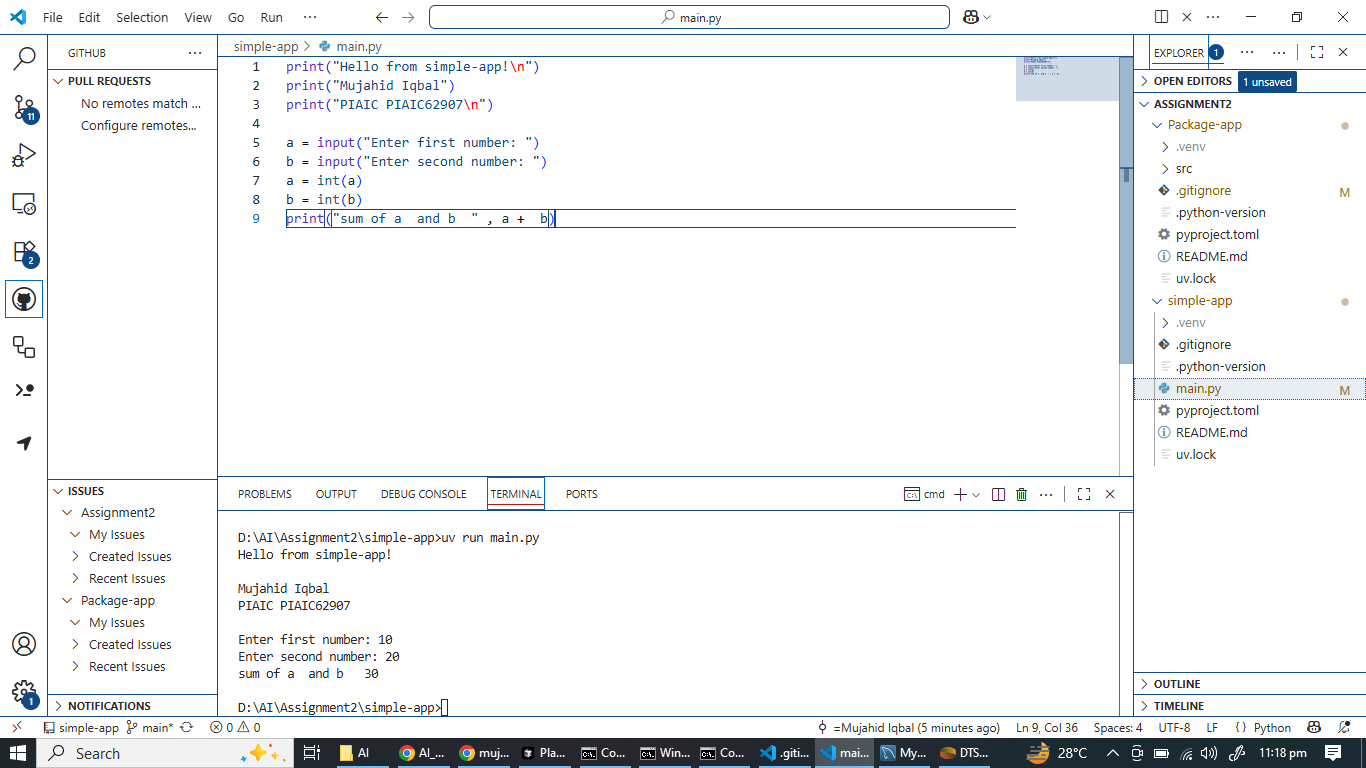 File Edit Selection View Go Run ··· main.py
GITHUB ···
PULL REQUESTS
No remotes match ...
Configure remotes...
11
2
1
ISSUES
Assignment2
My Issues
Created Issues
Recent Issues
Package-app
My Issues
Created Issues
Recent Issues
NOTIFICATIONS
simple-app > main.py
1 print("Hello from simple-app!\n")
2 print("Mujahid Iqbal")
3 print("PIAIC PIAIC62907\n")
4
5 a = input("Enter first number: ")
6 b = input("Enter second number: ")
7 a = int(a)
8 b = int(b)
9 print("sum of a  and b  " , a +  b)
PROBLEMS OUTPUT DEBUG CONSOLE TERMINAL PORTS cmd
D:\AI\Assignment2\simple-app>uv run main.py
Hello from simple-app!
Mujahid Iqbal
PIAIC PIAIC62907
Enter first number: 10
Enter second number: 20
sum of a  and b   30
D:\AI\Assignment2\simple-app>
EXPLORER 1
OPEN EDITORS 1 unsaved
ASSIGNMENT2
Package-app
.venv
src
.gitignore M
.python-version
pyproject.toml
README.md
uv.lock
simple-app
.venv
.gitignore
.python-version
main.py M
pyproject.toml
README.md
uv.lock
OUTLINE
TIMELINE
simple-app main* 0 0 =Mujahid Iqbal (5 minutes ago) Ln 9, Col 36 Spaces: 4 UTF-8 LF {} Python
Search AI AI_... muj... Pla... Co... Win... Co... .giti... mai... My... DTS... 28°C 11:18 pm